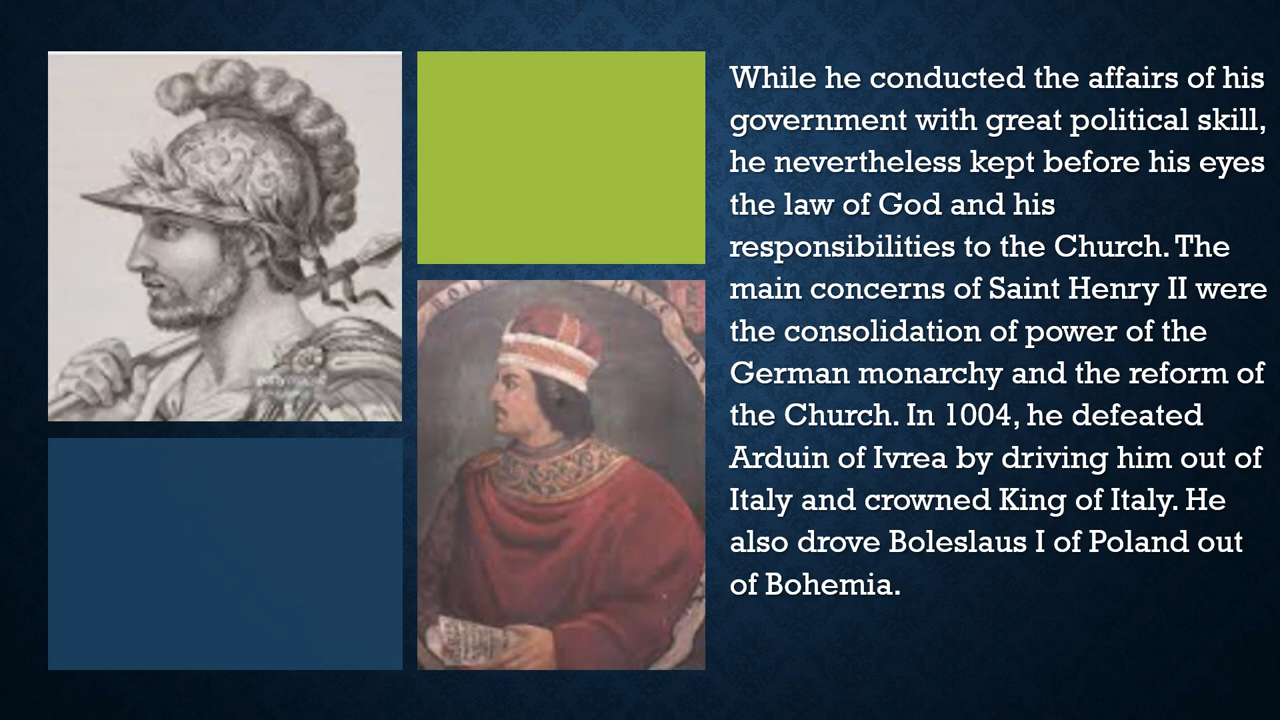 While he conducted the affairs of his
government with great political skill,
he nevertheless kept before his eyes
the law of God and his
responsibilities to the Church. The
main concerns of Saint Henry II were
the consolidation of power of the
German monarchy and the reform of
the Church. In 1004, he defeated
Arduin of Ivrea by driving him out of
Italy and crowned King of Italy. He
also drove Boleslaus I of Poland out
of Bohemia.